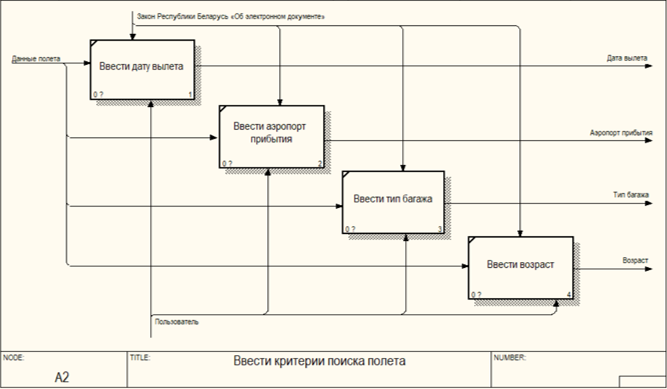 Закон Республики Беларусь «Об электронном документе»
Данные полета
Ввести дату вылета
0 ? 1
Дата вылета
Ввести аэропорт
прибытия
0 ? 2
Аэропорт прибытия
Ввести тип багажа
0 ? 3
Тип багажа
Ввести возраст
0 ? 4
Возраст
Пользователь
NODE: TITLE: NUMBER:
A2 Ввести критерии поиска полета